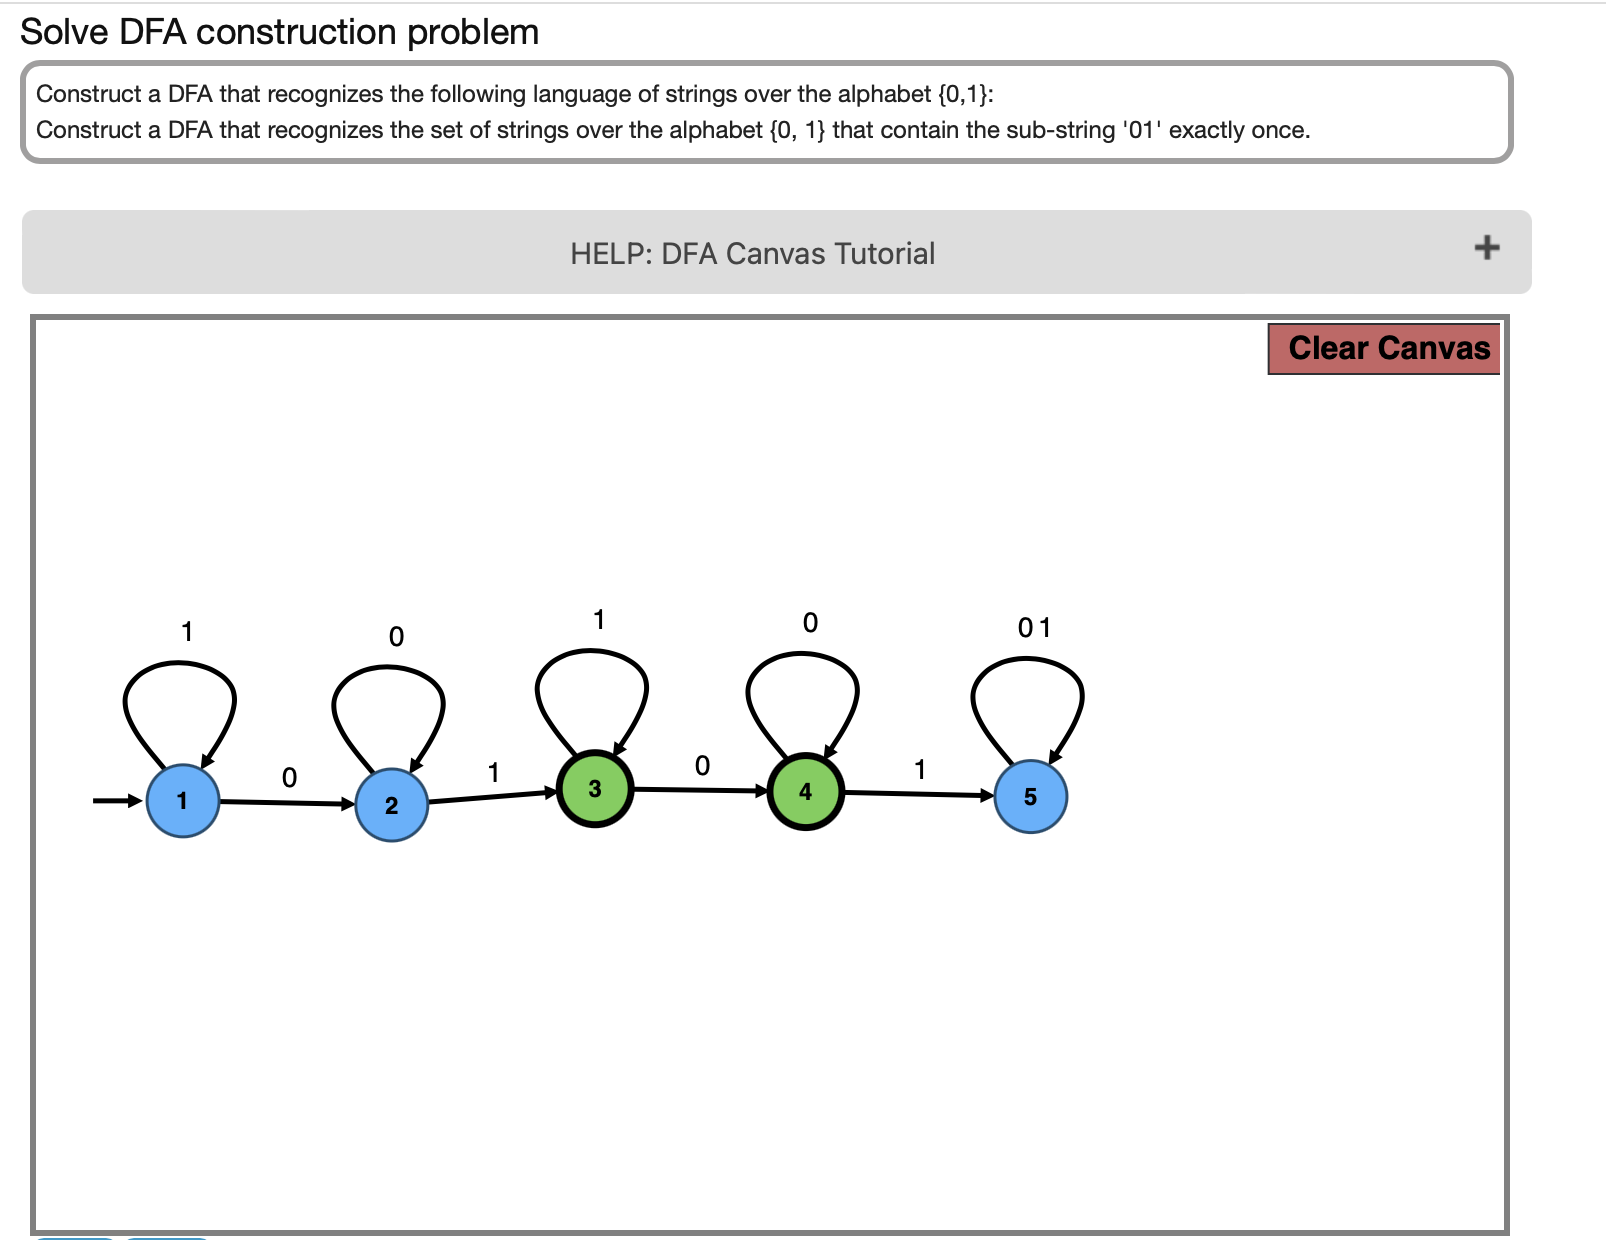 Solve DFA construction problem
Construct a DFA that recognizes the following language of strings over the alphabet {0,1}:
Construct a DFA that recognizes the set of strings over the alphabet {0, 1} that contain the sub-string '01' exactly once.
HELP: DFA Canvas Tutorial +
Clear Canvas
1 0 1 0 0 1
0 1 0 1
1 2 3 4 5